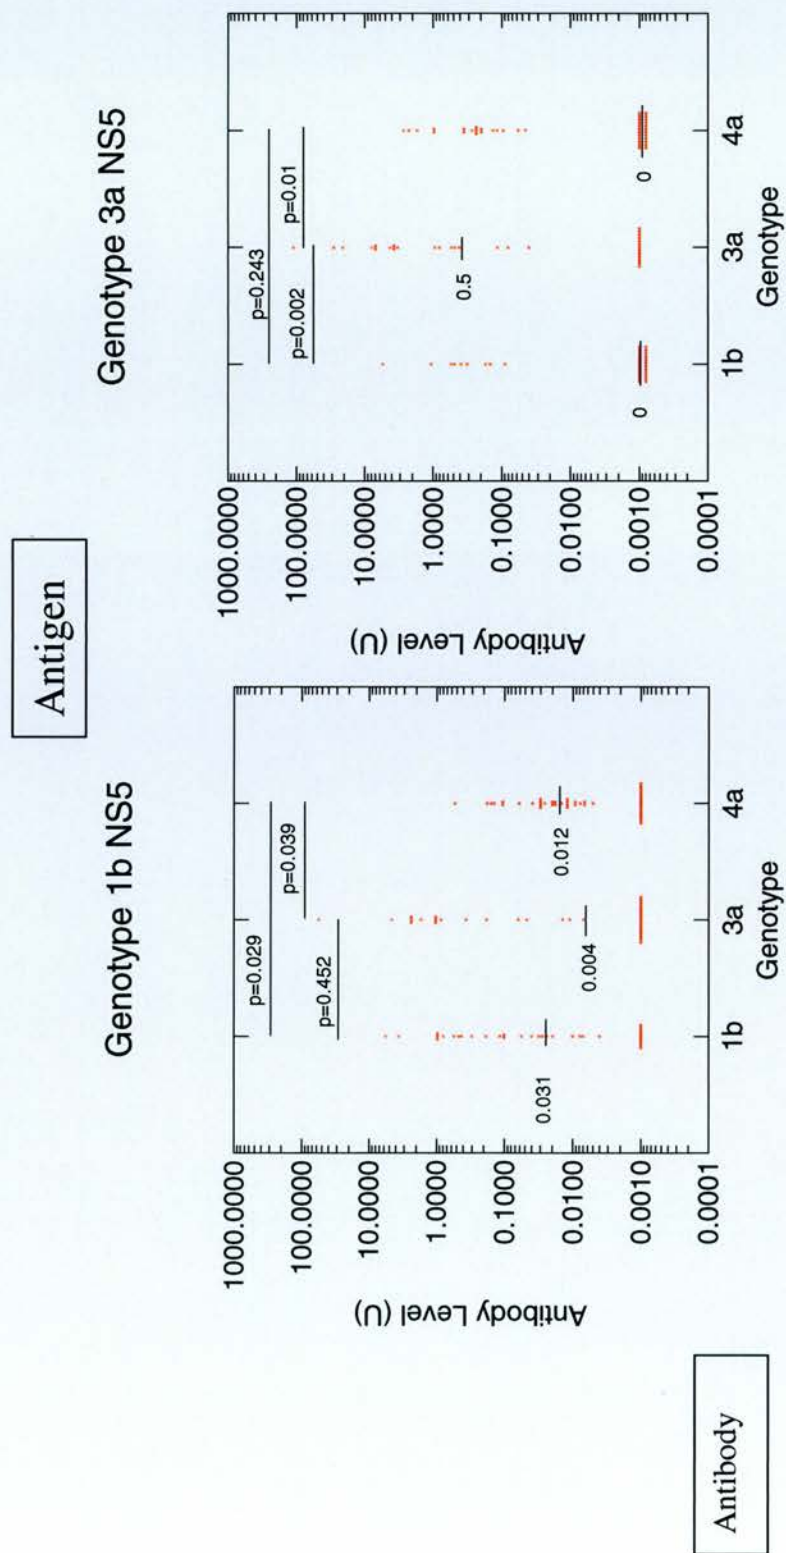 Antigen
Genotype 1b NS5
p=0.029
p=0.039
p=0.452
1000.0000
100.0000
10.0000
1.0000
0.1000
0.0100
0.0010
0.0001
Antibody Level (U)
0.031
0.004
0.012
1b
3a
4a
Genotype
Genotype 3a NS5
p=0.243
p=0.01
p=0.002
1000.0000
100.0000
10.0000
1.0000
0.1000
0.0100
0.0010
0.0001
Antibody Level (U)
0
0.5
0
1b
3a
4a
Genotype
Antibody